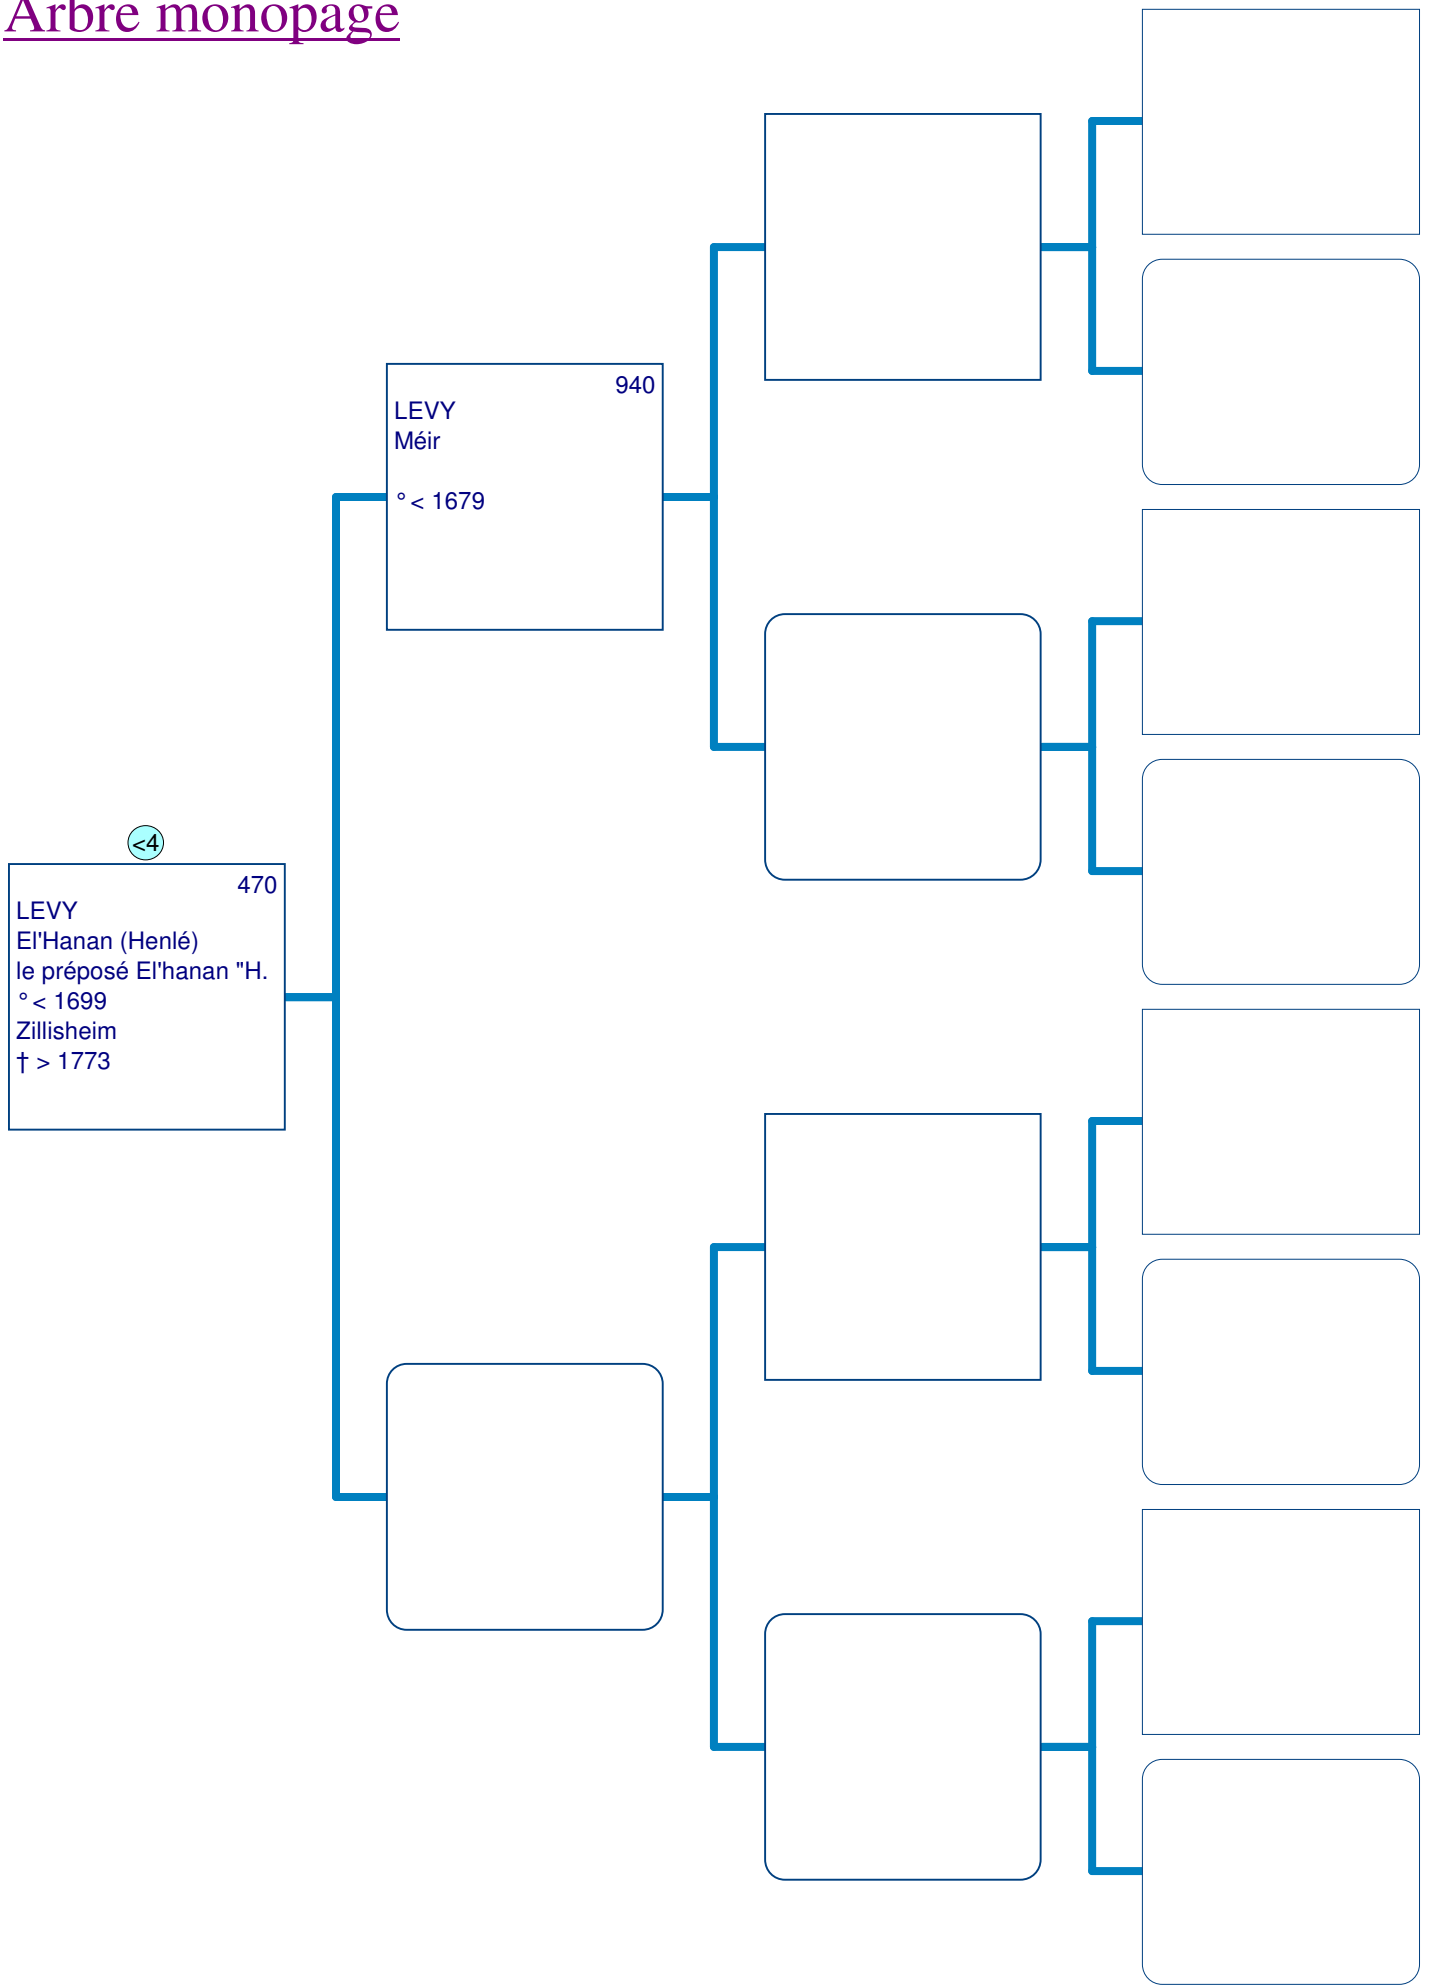 Arbre monopage
940
LEVY
Méir
° < 1679
<4
470
LEVY
El'Hanan (Henlé)
le préposé El'hanan "H.
° < 1699
Zillisheim
† > 1773